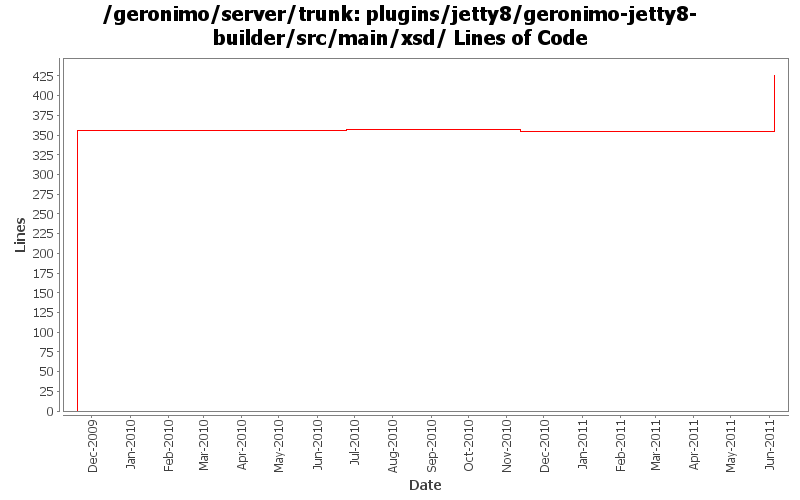 /geronimo/server/trunk: plugins/jetty8/geronimo-jetty8-
builder/src/main/xsd/ Lines of Code
Lines
425
400
375
350
325
300
275
250
225
200
175
150
125
100
75
50
25
0
Dec-2009
Jan-2010
Feb-2010
Mar-2010
Apr-2010
May-2010
Jun-2010
Jul-2010
Aug-2010
Sep-2010
Oct-2010
Nov-2010
Dec-2010
Jan-2011
Feb-2011
Mar-2011
Apr-2011
May-2011
Jun-2011
Date